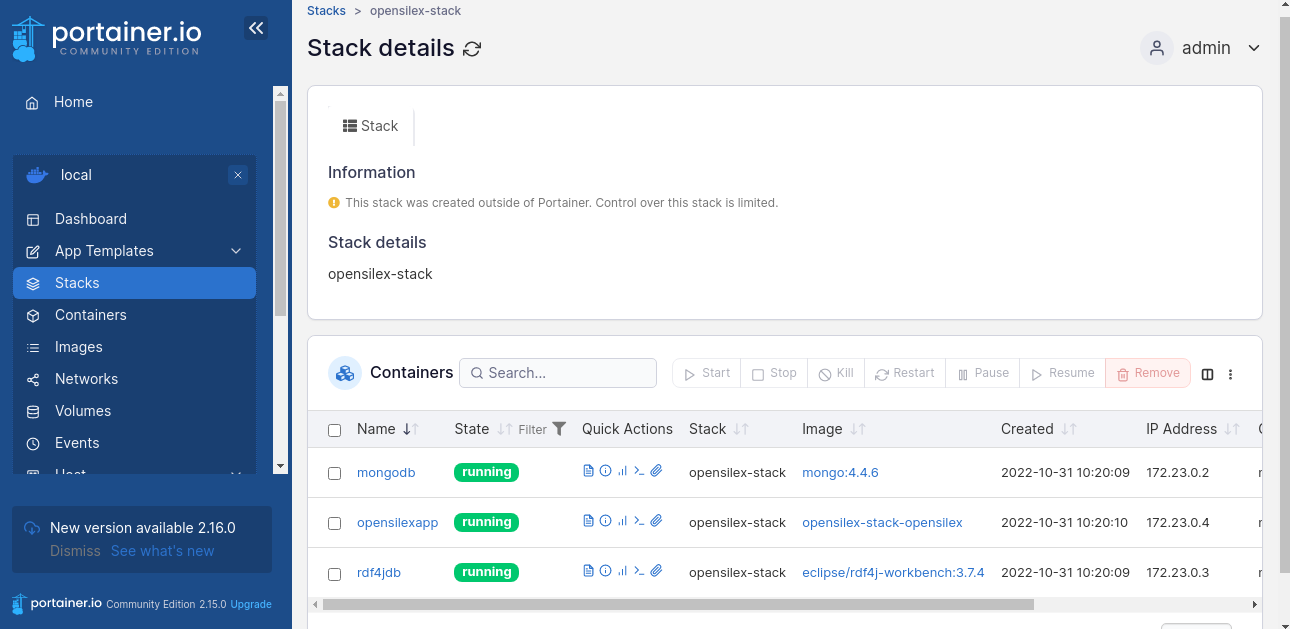 portainer.io
COMMUNITY EDITION
Home
local
Dashboard
App Templates
Stacks
Containers
Images
Networks
Volumes
Events
Host
New version available 2.16.0
Dismiss See what's new
portainer.io Community Edition 2.15.0 Upgrade
Stacks > opensilex-stack
Stack details
admin
Stack
Information
This stack was created outside of Portainer. Control over this stack is limited.
Stack details
opensilex-stack
Containers Search... Start Stop Kill Restart Pause Resume Remove
Name State Filter Quick Actions Stack Image Created IP Address
mongodb running opensilex-stack mongo:4.4.6 2022-10-31 10:20:09 172.23.0.2
opensilexapp running opensilex-stack opensilex-stack-opensilex 2022-10-31 10:20:10 172.23.0.4
rdf4jdb running opensilex-stack eclipse/rdf4j-workbench:3.7.4 2022-10-31 10:20:09 172.23.0.3